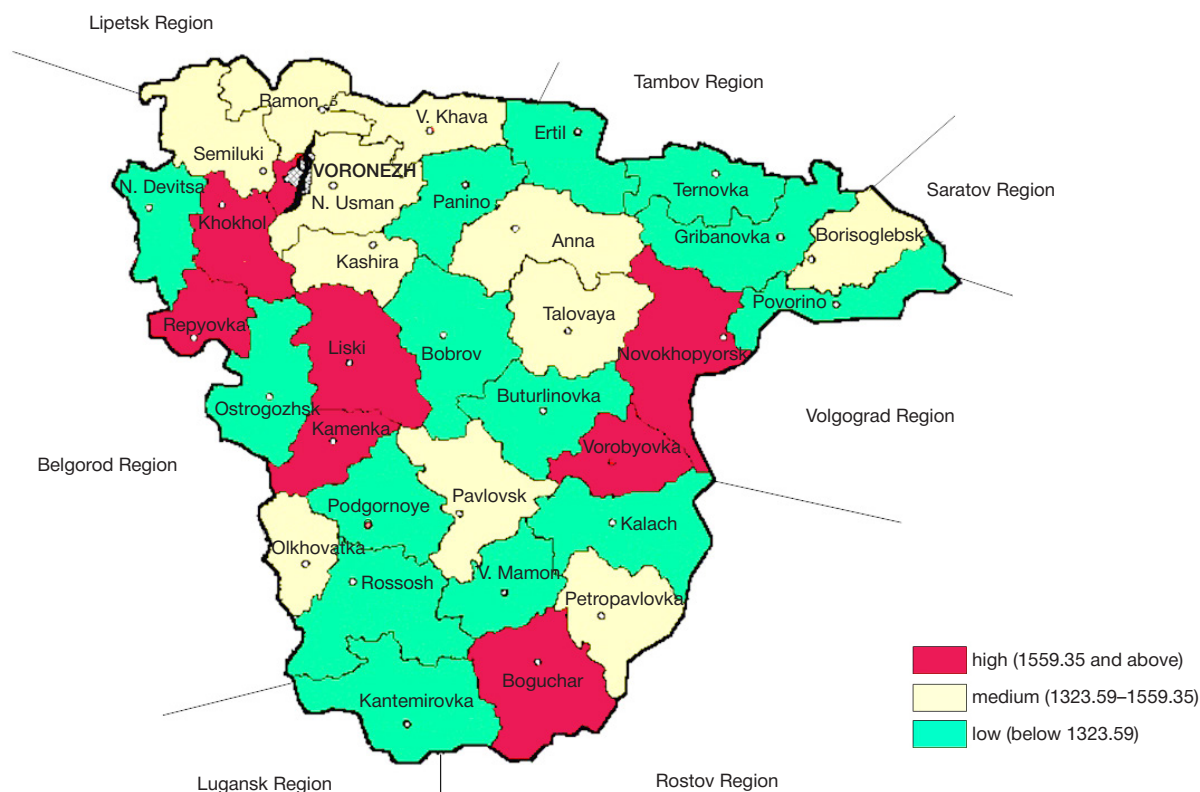 Lipetsk Region
Tambov Region
Ramon
V. Khava
Ertil
Semiluki
VORONEZH
N. Devitsa
Panino
Ternovka
Saratov Region
N. Usman
Khokhol
Anna
Gribanovka
Borisoglebsk
Kashira
Povorino
Repyovka
Talovaya
Liski
Bobrov
Novokhopyorsk
Buturlinovka
Ostrogozhsk
Volgograd Region
Kamenka
Vorobyovka
Belgorod Region
Pavlovsk
Podgornoye
Kalach
Olkhovatka
Rossosh
V. Mamon
Petropavlovka
high (1559.35 and above)
Boguchar
medium (1323.59–1559.35)
Kantemirovka
low (below 1323.59)
Lugansk Region
Rostov Region